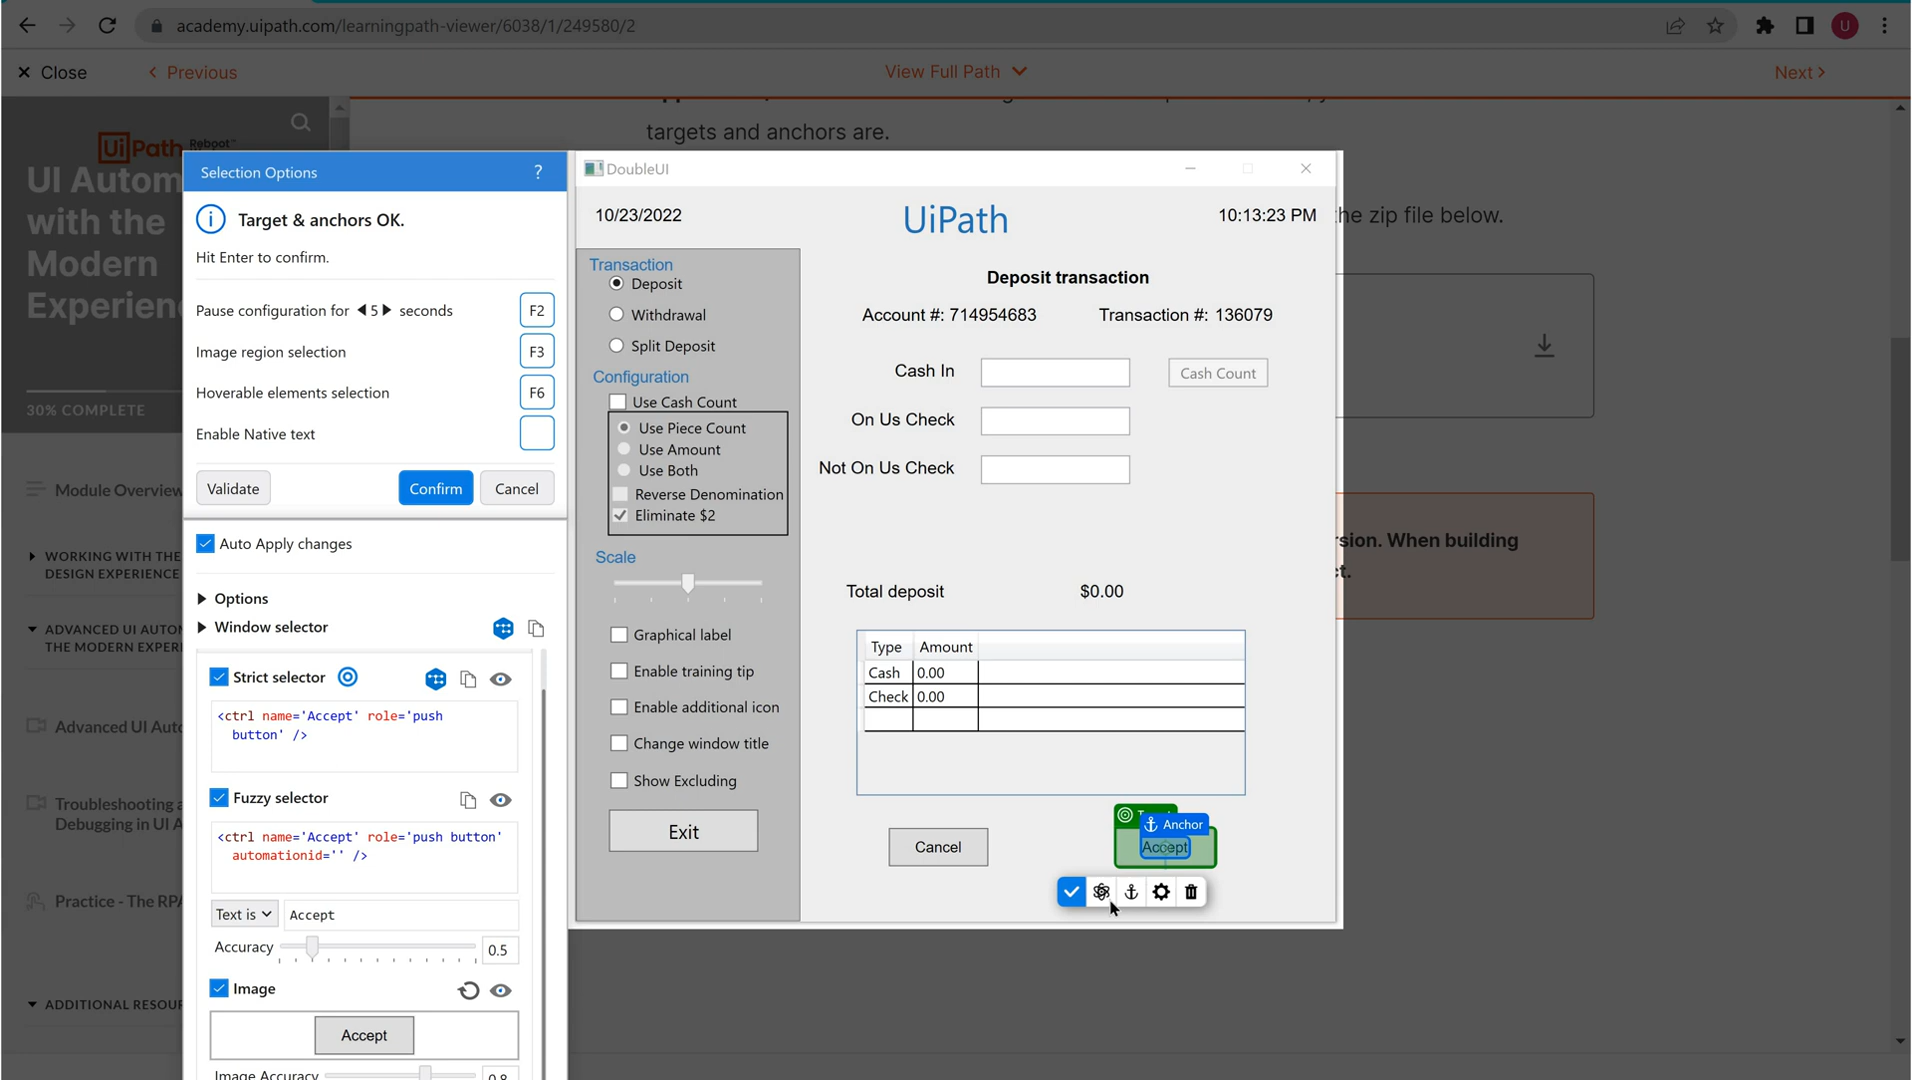 academy.uipath.com/learningpath-viewer/6038/1/249580/2
U
Close
Previous
View Full Path
Next
targets and anchors are.
UiPath Reboot
UI Autom
with the
Modern
Experienc
30% COMPLETE
Module Overview
WORKING WITH THE
DESIGN EXPERIENCE
ADVANCED UI AUTOM
THE MODERN EXPERI
Advanced UI Auto
Troubleshooting a
Debugging in UI A
Practice - The RPA
ADDITIONAL RESOUR
Selection Options
?
Target & anchors OK.
Hit Enter to confirm.
Pause configuration for 5 seconds
F2
Image region selection
F3
Hoverable elements selection
F6
Enable Native text
Validate
Confirm
Cancel
Auto Apply changes
Options
Window selector
Strict selector
<ctrl name='Accept' role='push
button' />
Fuzzy selector
<ctrl name='Accept' role='push button'
automationid='' />
Text is
Accept
Accuracy
0.5
Image
Accept
Image Accuracy
0.8
DoubleUI
10/23/2022
UiPath
10:13:23 PM
Transaction
Deposit
Withdrawal
Split Deposit
Configuration
Use Cash Count
Use Piece Count
Use Amount
Use Both
Reverse Denomination
Eliminate $2
Scale
Graphical label
Enable training tip
Enable additional icon
Change window title
Show Excluding
Exit
Deposit transaction
Account #: 714954683
Transaction #: 136079
Cash In
Cash Count
On Us Check
Not On Us Check
Total deposit
$0.00
Type Amount
Cash 0.00
Check 0.00
Cancel
Anchor
Accept
the zip file below.
rsion. When building
ct.